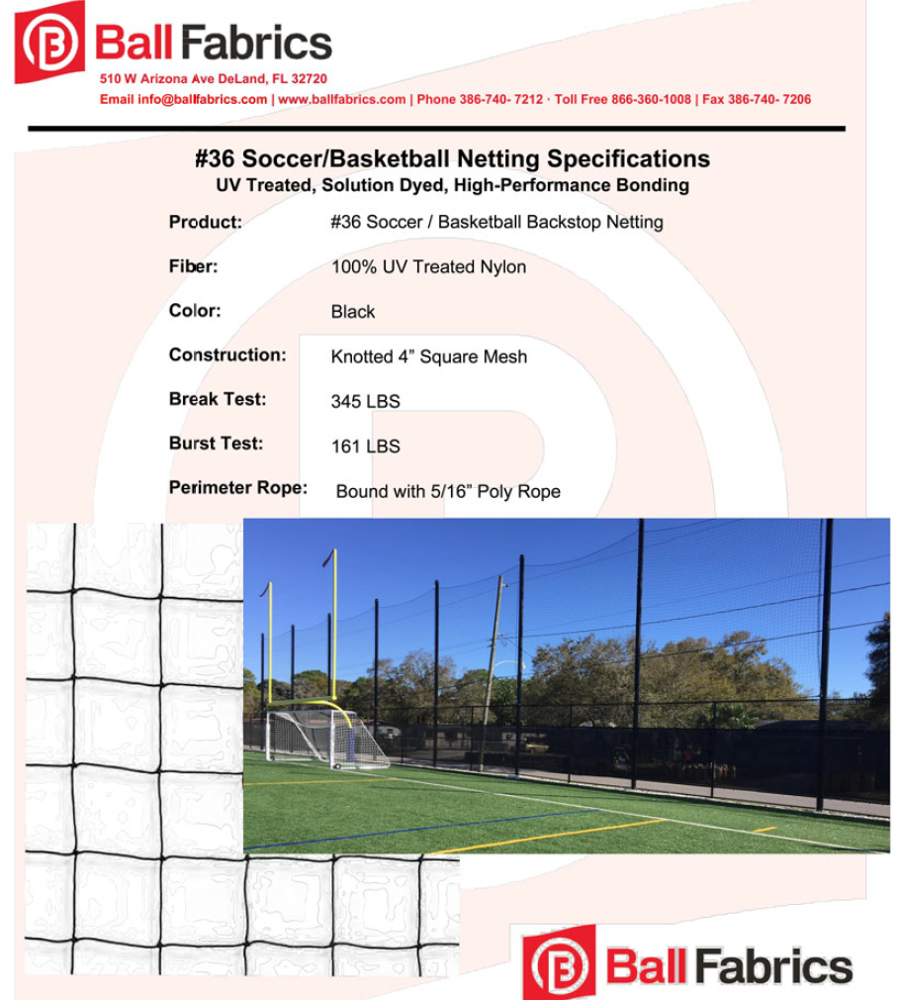 Ball Fabrics
510 W Arizona Ave DeLand, FL 32720
Email info@ballfabrics.com | www.ballfabrics.com | Phone 386-740- 7212 · Toll Free 866-360-1008 | Fax 386-740- 7206
#36 Soccer/Basketball Netting Specifications
UV Treated, Solution Dyed, High-Performance Bonding
Product: #36 Soccer / Basketball Backstop Netting
Fiber: 100% UV Treated Nylon
Color: Black
Construction: Knotted 4” Square Mesh
Break Test: 345 LBS
Burst Test: 161 LBS
Perimeter Rope: Bound with 5/16” Poly Rope
Ball Fabrics